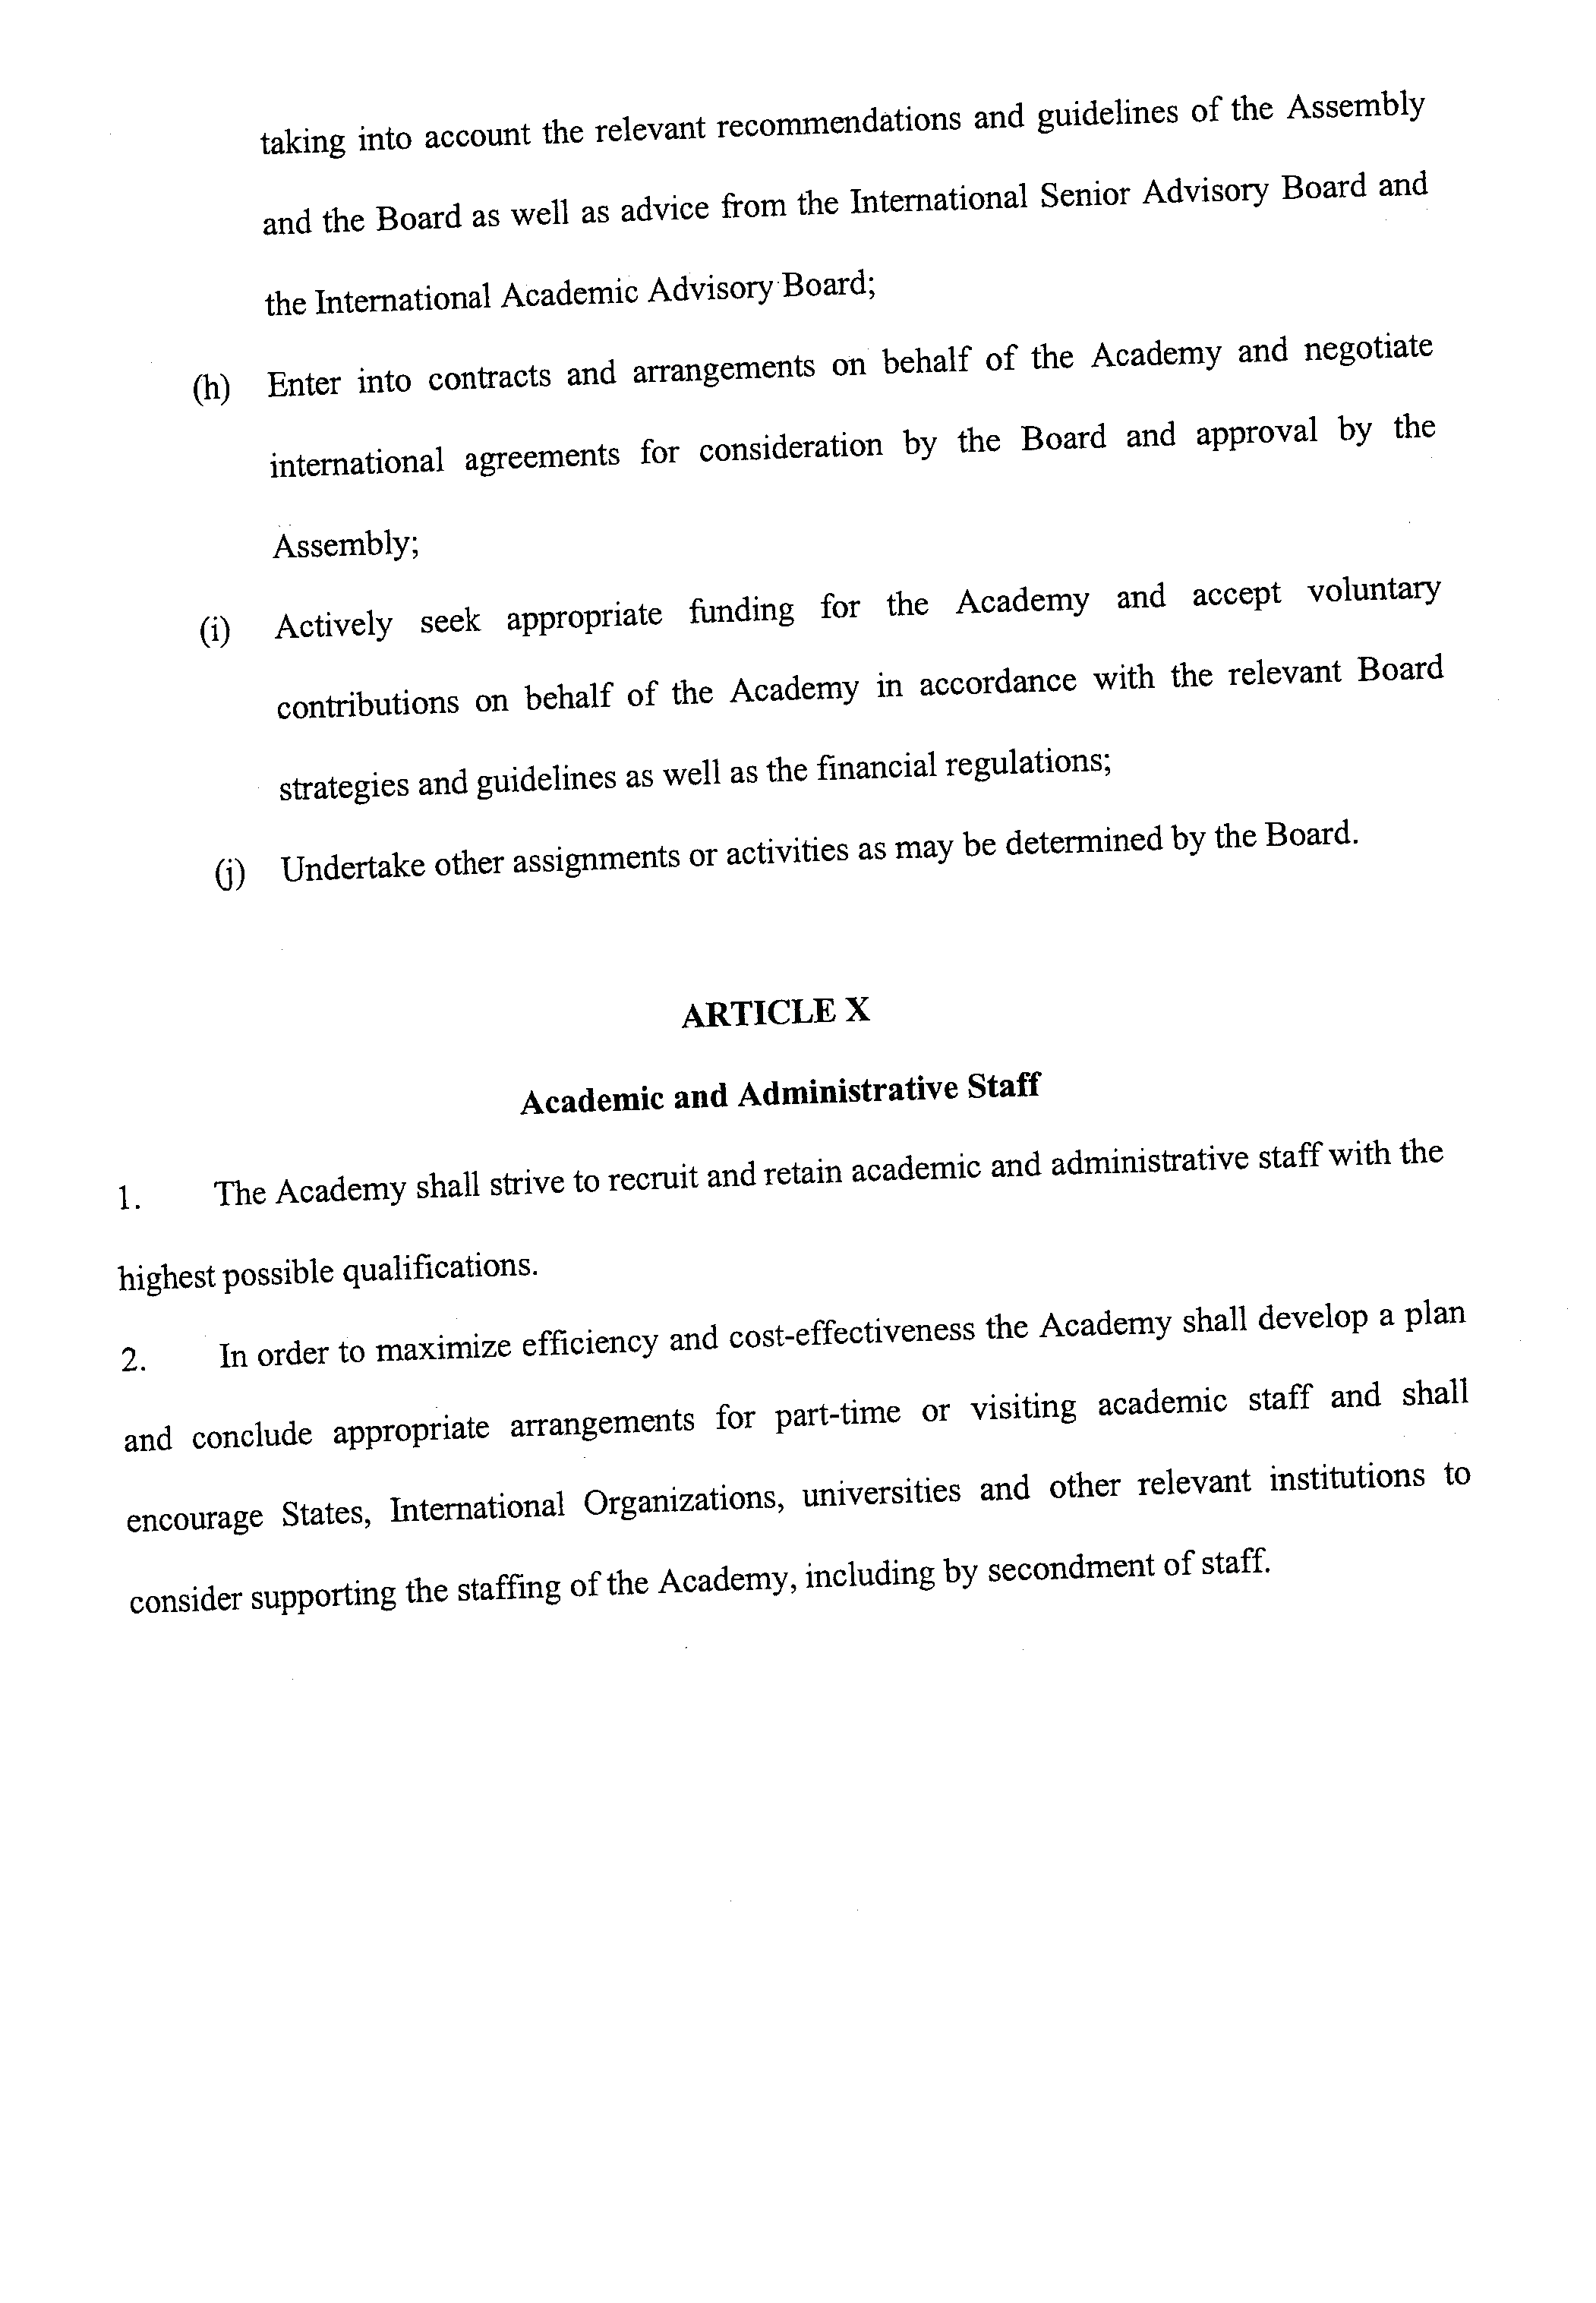 taking into account the relevant recommendations and guidelines of the Assembly
and the Board as well as advice from the International Senior Advisory Board and
the International Academic Advisory Board;
(h) Enter into contracts and arrangements on behalf of the Academy and negotiate
international agreements for consideration by the Board and approval by the
Assembly;
(i) Actively seek appropriate funding for the Academy and accept voluntary
contributions on behalf of the Academy in accordance with the relevant Board
strategies and guidelines as well as the financial regulations;
(j) Undertake other assignments or activities as may be determined by the Board.
ARTICLE X
Academic and Administrative Staff
1. The Academy shall strive to recruit and retain academic and administrative staff with the
highest possible qualifications.
2. In order to maximize efficiency and cost-effectiveness the Academy shall develop a plan
and conclude appropriate arrangements for part-time or visiting academic staff and shall
encourage States, International Organizations, universities and other relevant institutions to
consider supporting the staffing of the Academy, including by secondment of staff.